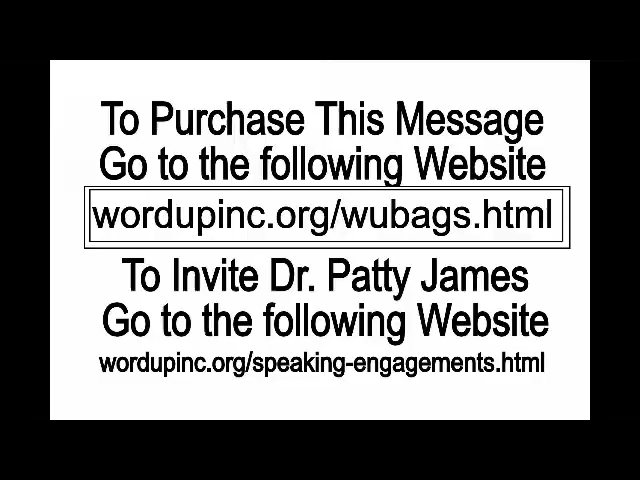 To Purchase This Message
Go to the following Website
wordupinc.org/wubags.html
To Invite Dr. Patty James
Go to the following Website
wordupinc.org/speaking-engagements.html